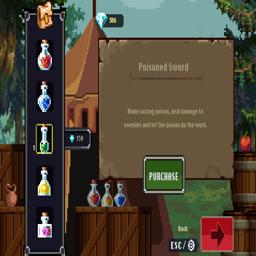 386
Poisoned Sword
150
Blade oozing poison, deal damage to
enemies and let the poison do the work.
PURCHASE
Back
ESC /